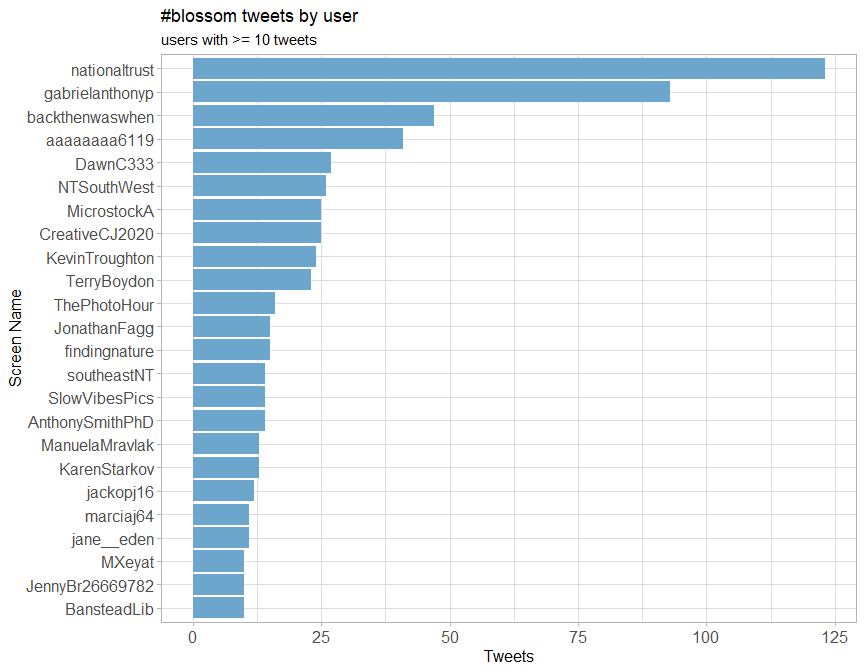 #blossom tweets by user
users with >= 10 tweets
Screen Name
nationaltrust
gabrielanthonyp
backthenwaswhen
aaaaaaaa6119
DawnC333
NTSouthWest
MicrostockA
CreativeCJ2020
KevinTroughton
TerryBoydon
ThePhotoHour
JonathanFagg
findingnature
southeastNT
SlowVibesPics
AnthonySmithPhD
ManuelaMravlak
KarenStarkov
jackopj16
marciaj64
jane__eden
MXeyat
JennyBr26669782
BansteadLib
0 25 50 75 100 125
Tweets